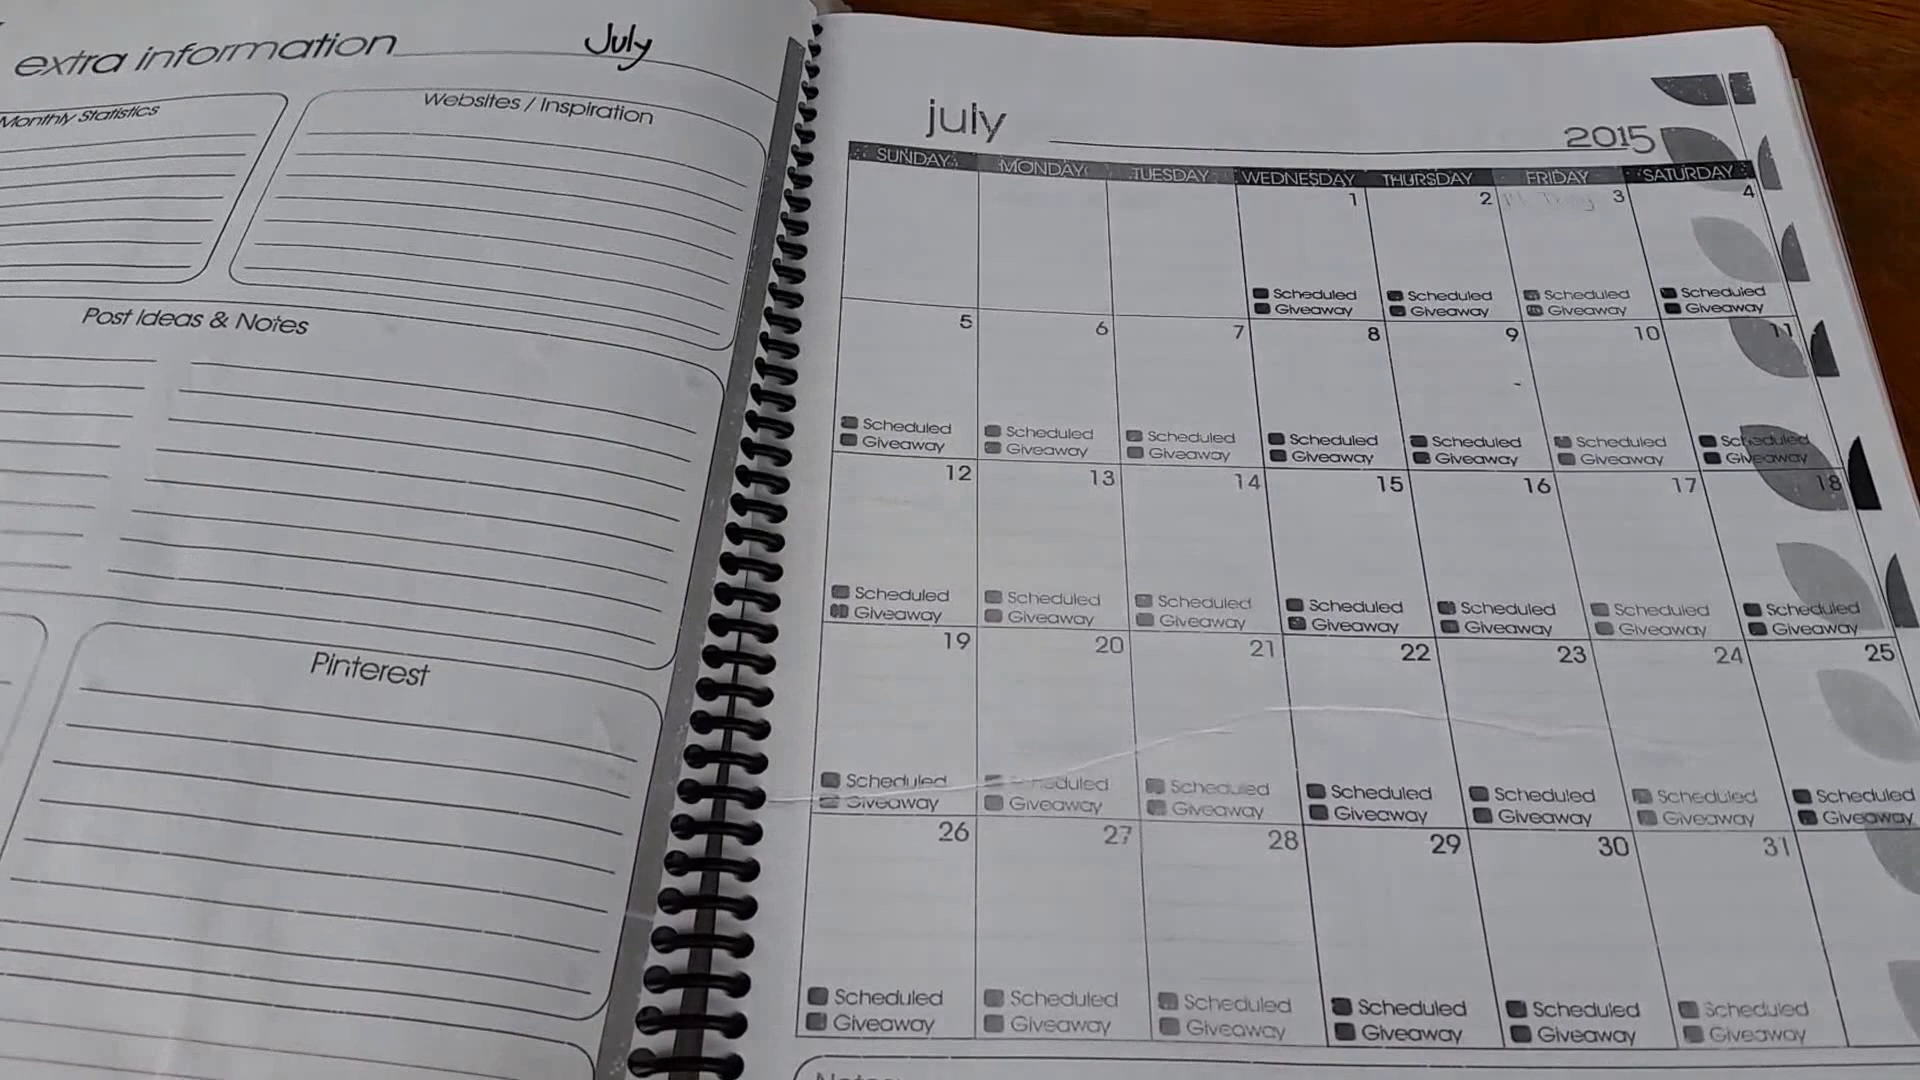 extra information
July
Monthly Statistics
Websites / Inspiration
Post Ideas & Notes
Pinterest
july
2015
SUNDAY MONDAY TUESDAY WEDNESDAY THURSDAY FRIDAY SATURDAY
1 2 3 4
Scheduled Scheduled Scheduled Scheduled
Giveaway Giveaway Giveaway Giveaway
5 6 7 8 9 10 11
Scheduled Scheduled Scheduled Scheduled Scheduled Scheduled Scheduled
Giveaway Giveaway Giveaway Giveaway Giveaway Giveaway Giveaway
12 13 14 15 16 17 18
Scheduled Scheduled Scheduled Scheduled Scheduled Scheduled Scheduled
Giveaway Giveaway Giveaway Giveaway Giveaway Giveaway Giveaway
19 20 21 22 23 24 25
Scheduled Scheduled Scheduled Scheduled Scheduled Scheduled Scheduled
Giveaway Giveaway Giveaway Giveaway Giveaway Giveaway Giveaway
26 27 28 29 30 31
Scheduled Scheduled Scheduled Scheduled Scheduled Scheduled
Giveaway Giveaway Giveaway Giveaway Giveaway Giveaway